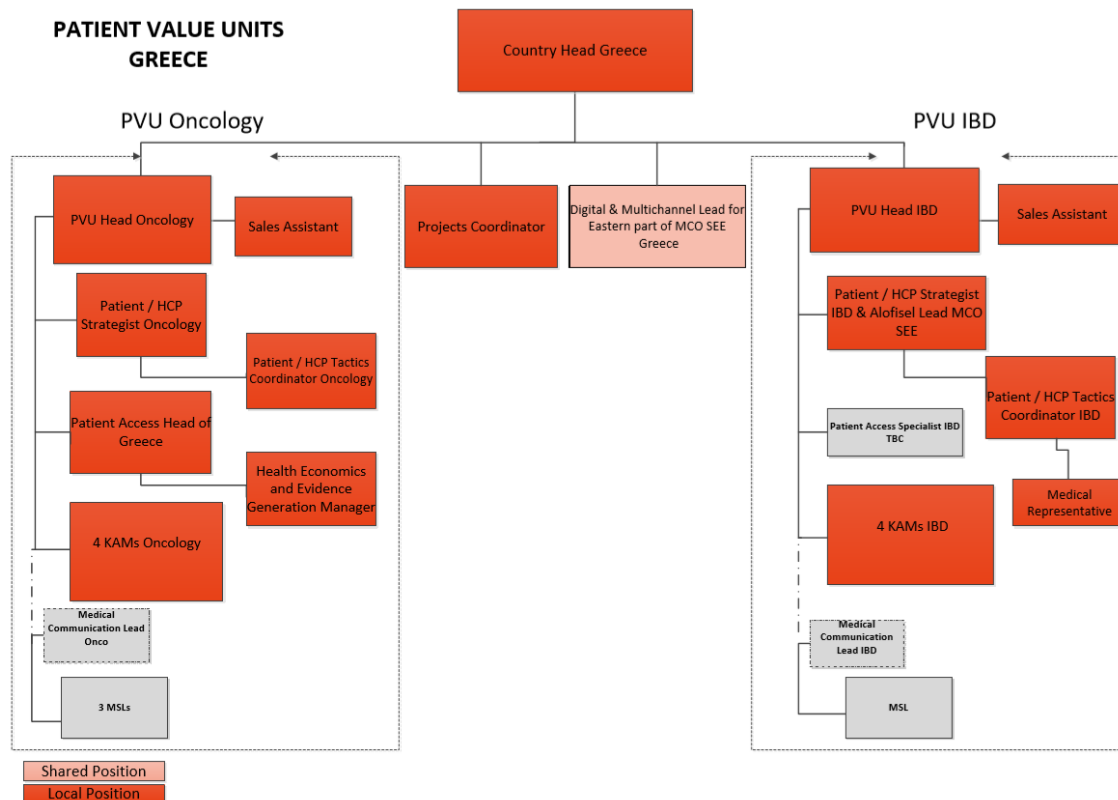 PATIENT VALUE UNITS
GREECE
Country Head Greece
PVU Oncology
PVU IBD
PVU Head Oncology
Sales Assistant
Projects Coordinator
Digital & Multichannel Lead for
Eastern part of MCO SEE
Greece
PVU Head IBD
Sales Assistant
Patient / HCP
Strategist Oncology
Patient / HCP Tactics
Coordinator Oncology
Patient Access Head of
Greece
Health Economics
and Evidence
Generation Manager
4 KAMs Oncology
Medical
Communication Lead
Onco
3 MSLs
Patient / HCP Strategist
IBD & Alofisel Lead MCO
SEE
Patient / HCP Tactics
Coordinator IBD
Patient Access Specialist IBD
TBC
Medical
Representative
4 KAMs IBD
Medical
Communication
Lead IBD
MSL
Shared Position
Local Position